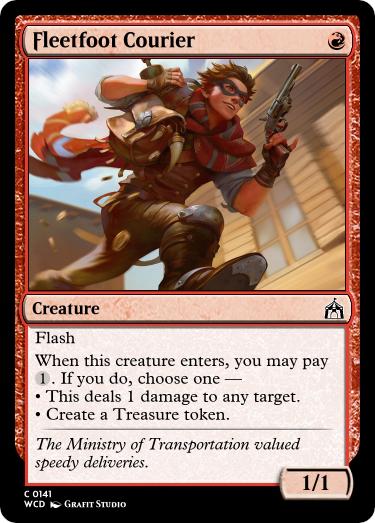 Fleetfoot Courier
Creature
Flash
When this creature enters, you may pay
1. If you do, choose one —
• This deals 1 damage to any target.
• Create a Treasure token.
The Ministry of Transportation valued
speedy deliveries.
1/1
C 0141
WCD Grafit Studio